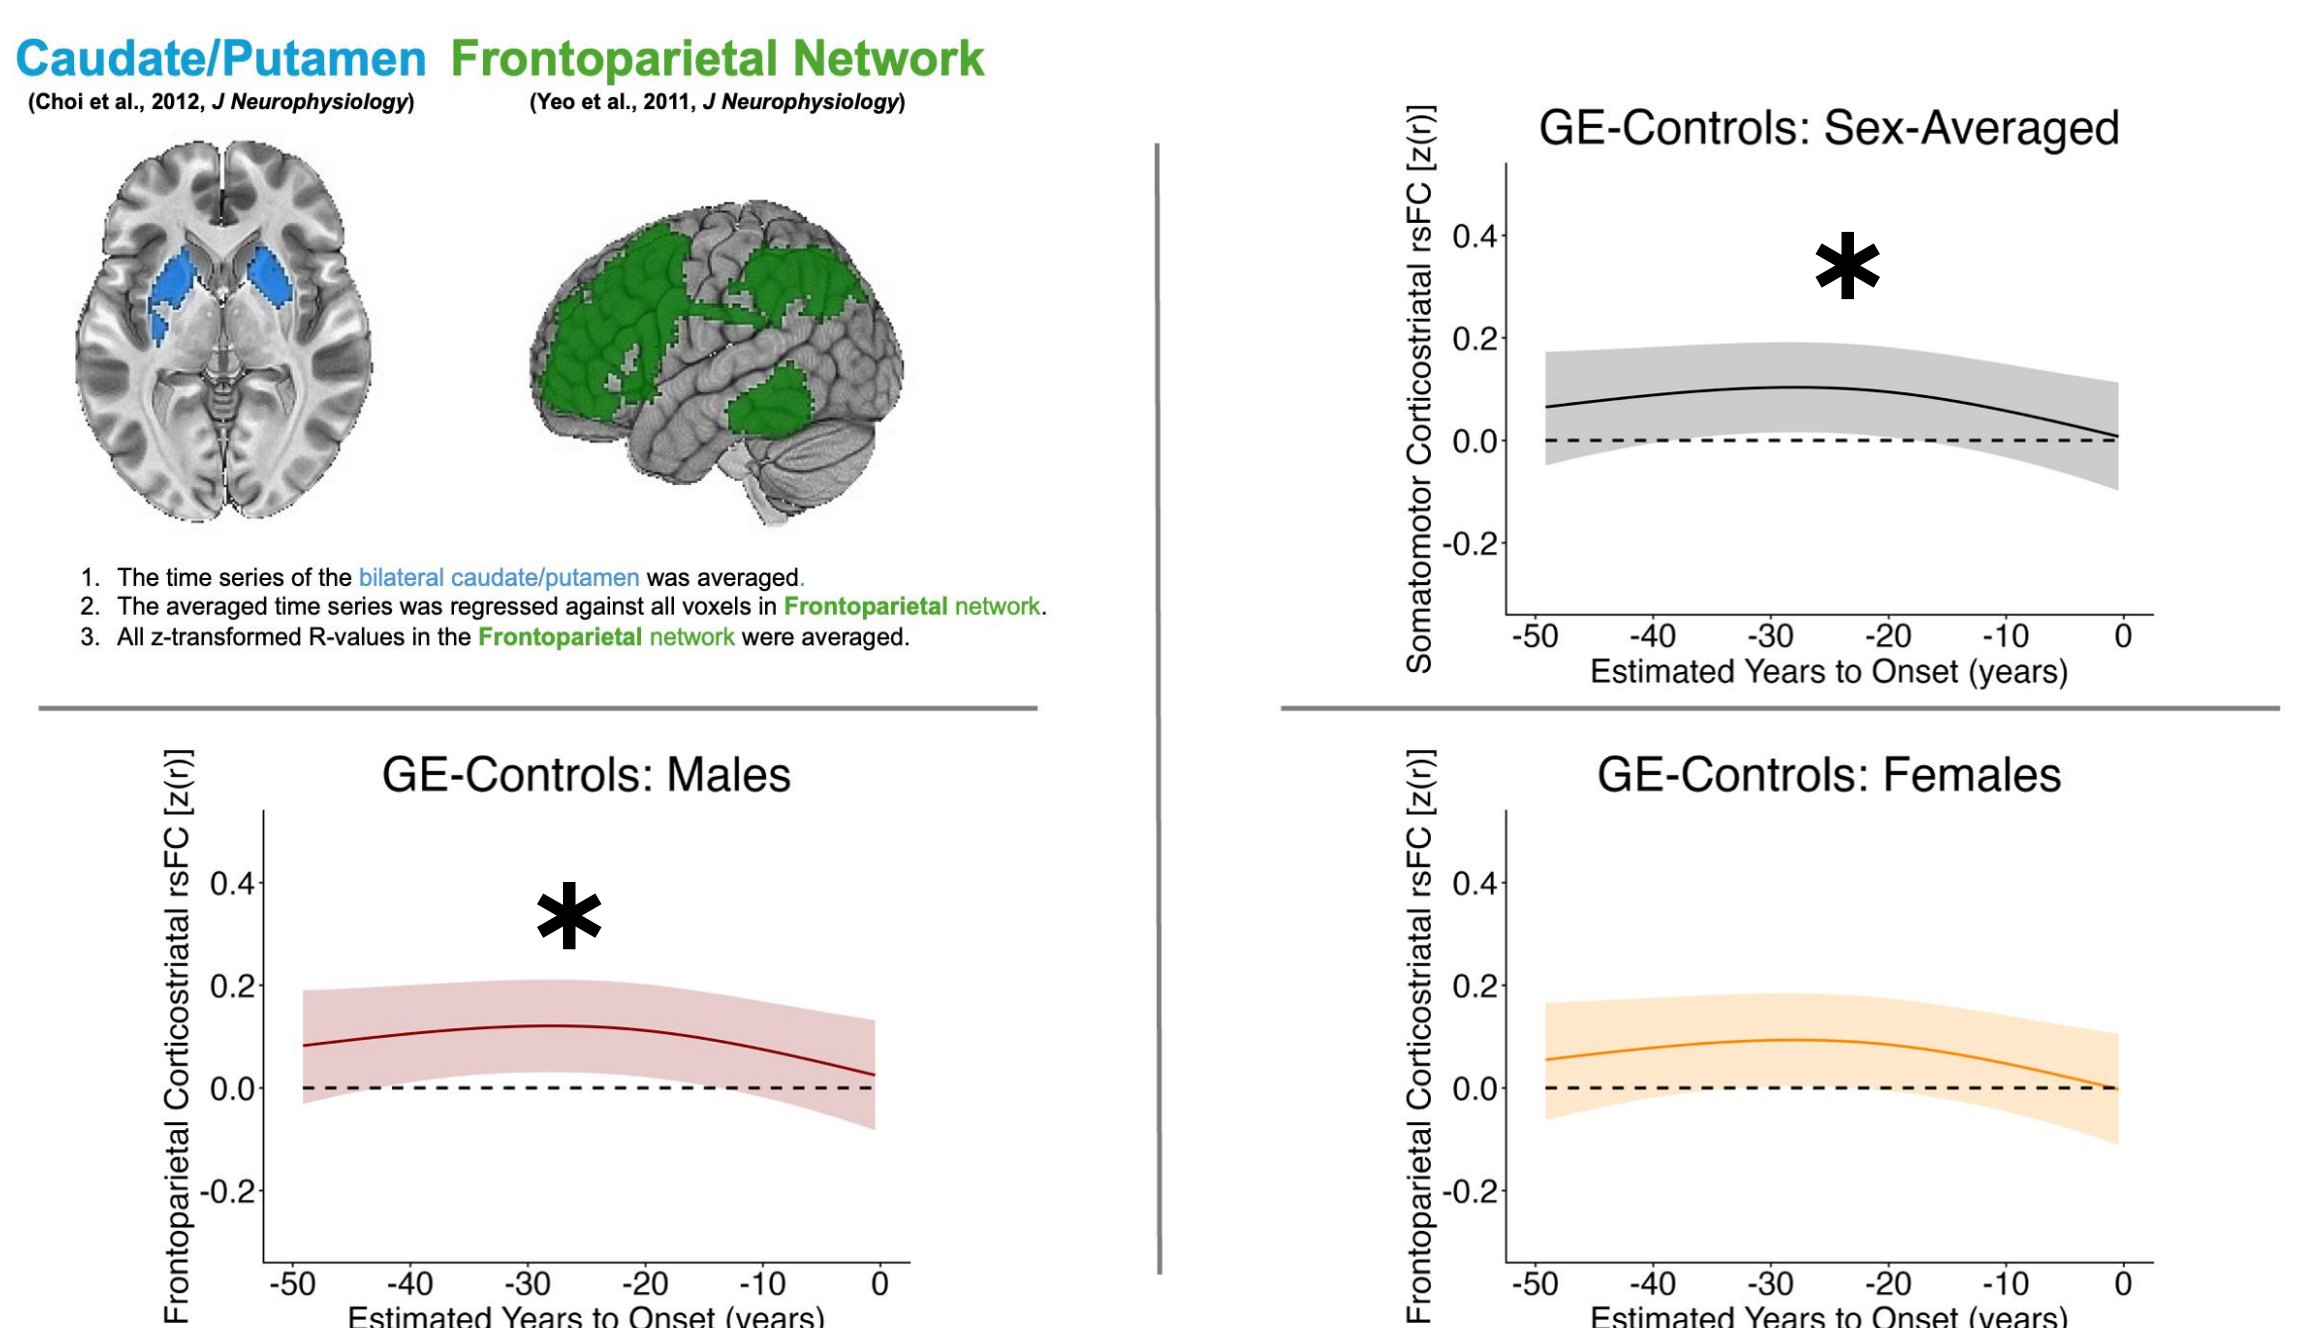 Caudate/Putamen Frontoparietal Network
(Choi et al., 2012, J Neurophysiology) (Yeo et al., 2011, J Neurophysiology)
1. The time series of the bilateral caudate/putamen was averaged.
2. The averaged time series was regressed against all voxels in Frontoparietal network.
3. All z-transformed R-values in the Frontoparietal network were averaged.
GE-Controls: Sex-Averaged
Somatomotor Corticostriatal rsFC [z(r)]
0.4
0.2
0.0
-0.2
*
-50 -40 -30 -20 -10 0
Estimated Years to Onset (years)
GE-Controls: Males
Frontoparietal Corticostriatal rsFC [z(r)]
0.4
0.2
0.0
-0.2
*
-50 -40 -30 -20 -10 0
Estimated Years to Onset (years)
GE-Controls: Females
Frontoparietal Corticostriatal rsFC [z(r)]
0.4
0.2
0.0
-0.2
-50 -40 -30 -20 -10 0
Estimated Years to Onset (years)